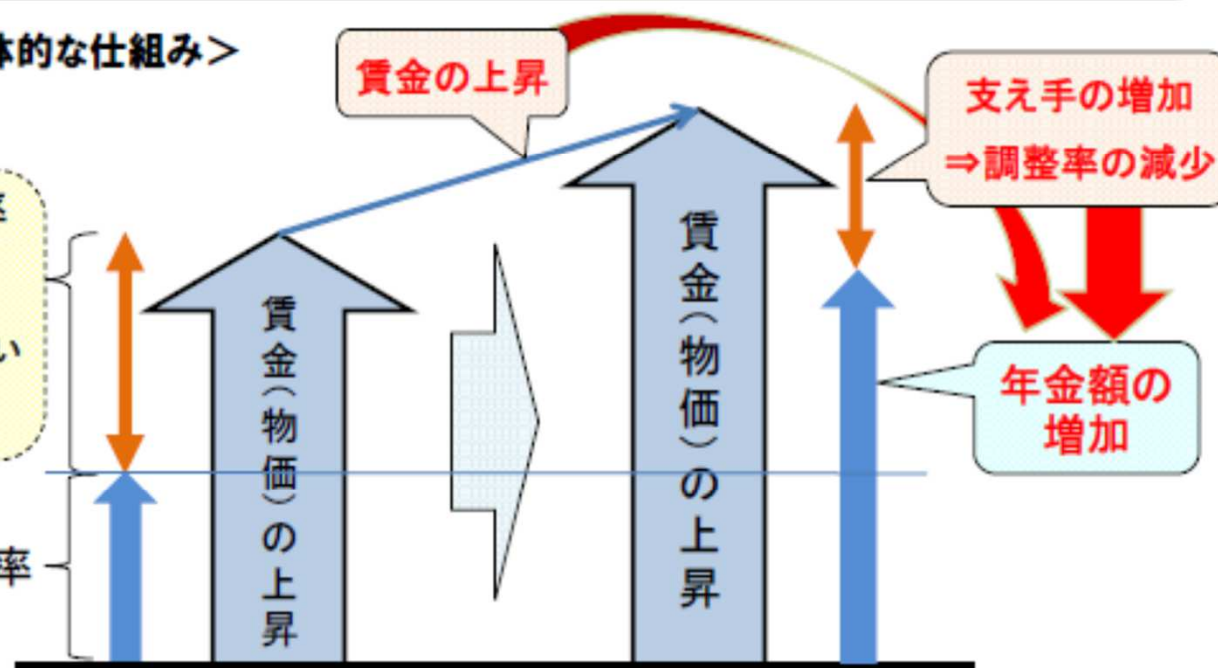 体的な仕組み＞
賃金の上昇
支え手の増加
⇒調整率の減少
率
い
賃金（物価）の上昇
賃金（物価）の上昇
年金額の
増加
率